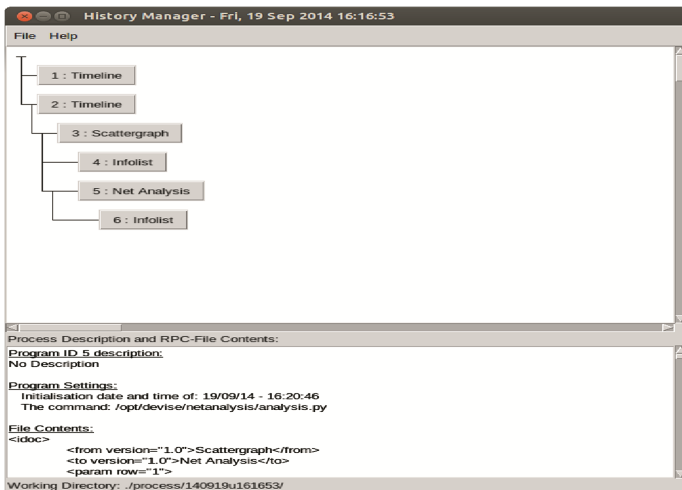 History Manager - Fri, 19 Sep 2014 16:16:53
File Help
1 : Timeline
2 : Timeline
3 : Scattergraph
4 : Infolist
5 : Net Analysis
6 : Infolist
Process Description and RPC-File Contents:
Program ID 5 description:
No Description
Program Settings:
Initialisation date and time of: 19/09/14 - 16:20:46
The command: /opt/devise/netanalysis/analysis.py
File Contents:
<idoc>
<from version="1.0">Scattergraph</from>
<to version="1.0">Net Analysis</to>
<param row="1">
Working Directory: ./process/140919u161653/